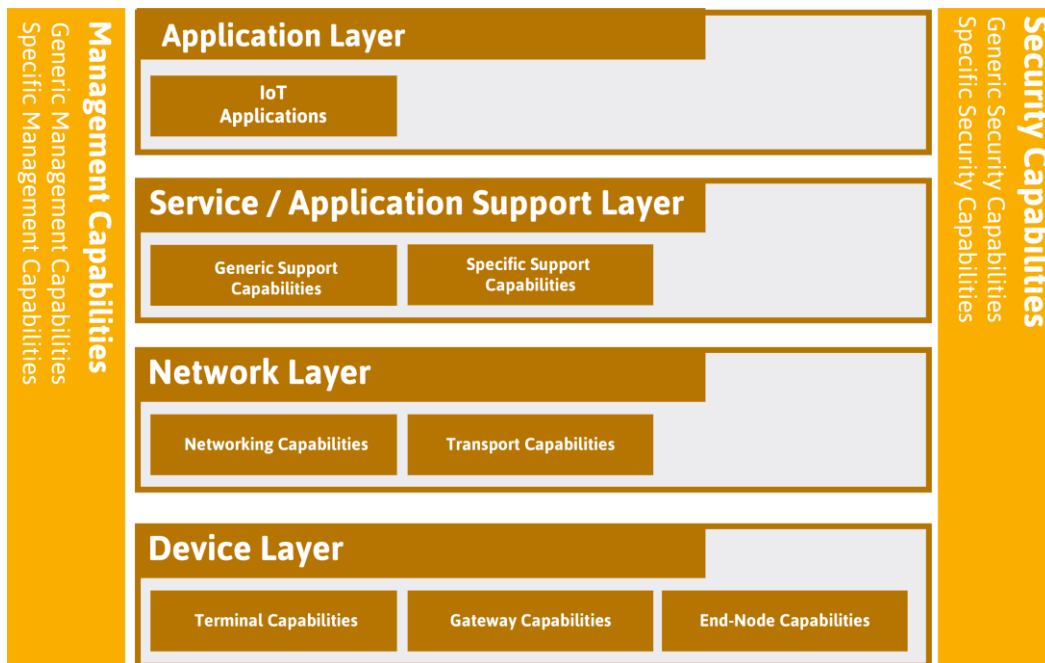 Management Capabilities
Generic Management Capabilities
Specific Management Capabilities
Application Layer
IoT
Applications
Service / Application Support Layer
Generic Support
Capabilities
Specific Support
Capabilities
Network Layer
Networking Capabilities
Transport Capabilities
Device Layer
Terminal Capabilities
Gateway Capabilities
End-Node Capabilities
Security Capabilities
Generic Security Capabilities
Specific Security Capabilities